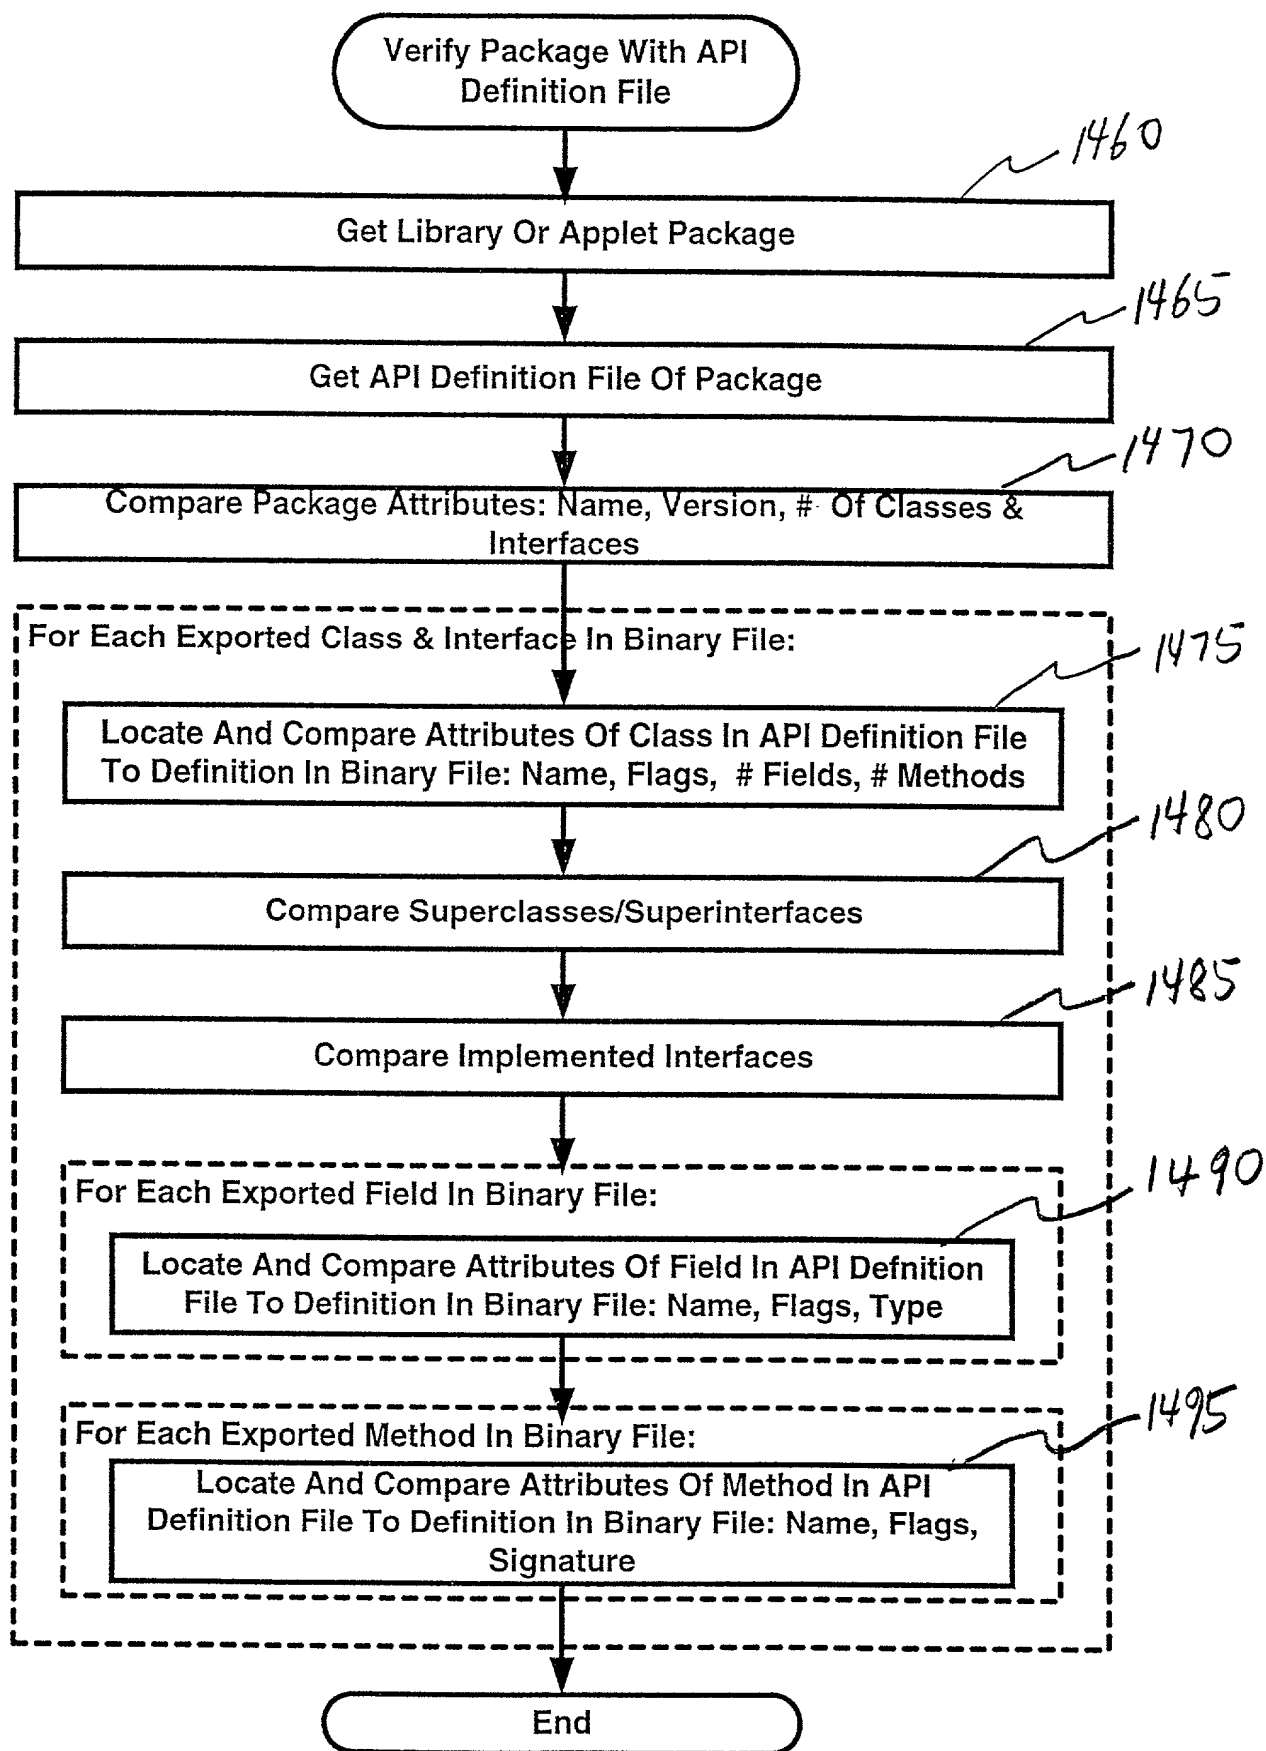 Verify Package With API
Definition File
1460
Get Library Or Applet Package
1465
Get API Definition File Of Package
1470
Compare Package Attributes: Name, Version, # Of Classes &
Interfaces
For Each Exported Class & Interface In Binary File:
1475
Locate And Compare Attributes Of Class In API Definition File
To Definition In Binary File: Name, Flags, # Fields, # Methods
1480
Compare Superclasses/Superinterfaces
1485
Compare Implemented Interfaces
1490
For Each Exported Field In Binary File:
Locate And Compare Attributes Of Field In API Defnition
File To Definition In Binary File: Name, Flags, Type
1495
For Each Exported Method In Binary File:
Locate And Compare Attributes Of Method In API
Definition File To Definition In Binary File: Name, Flags,
Signature
End